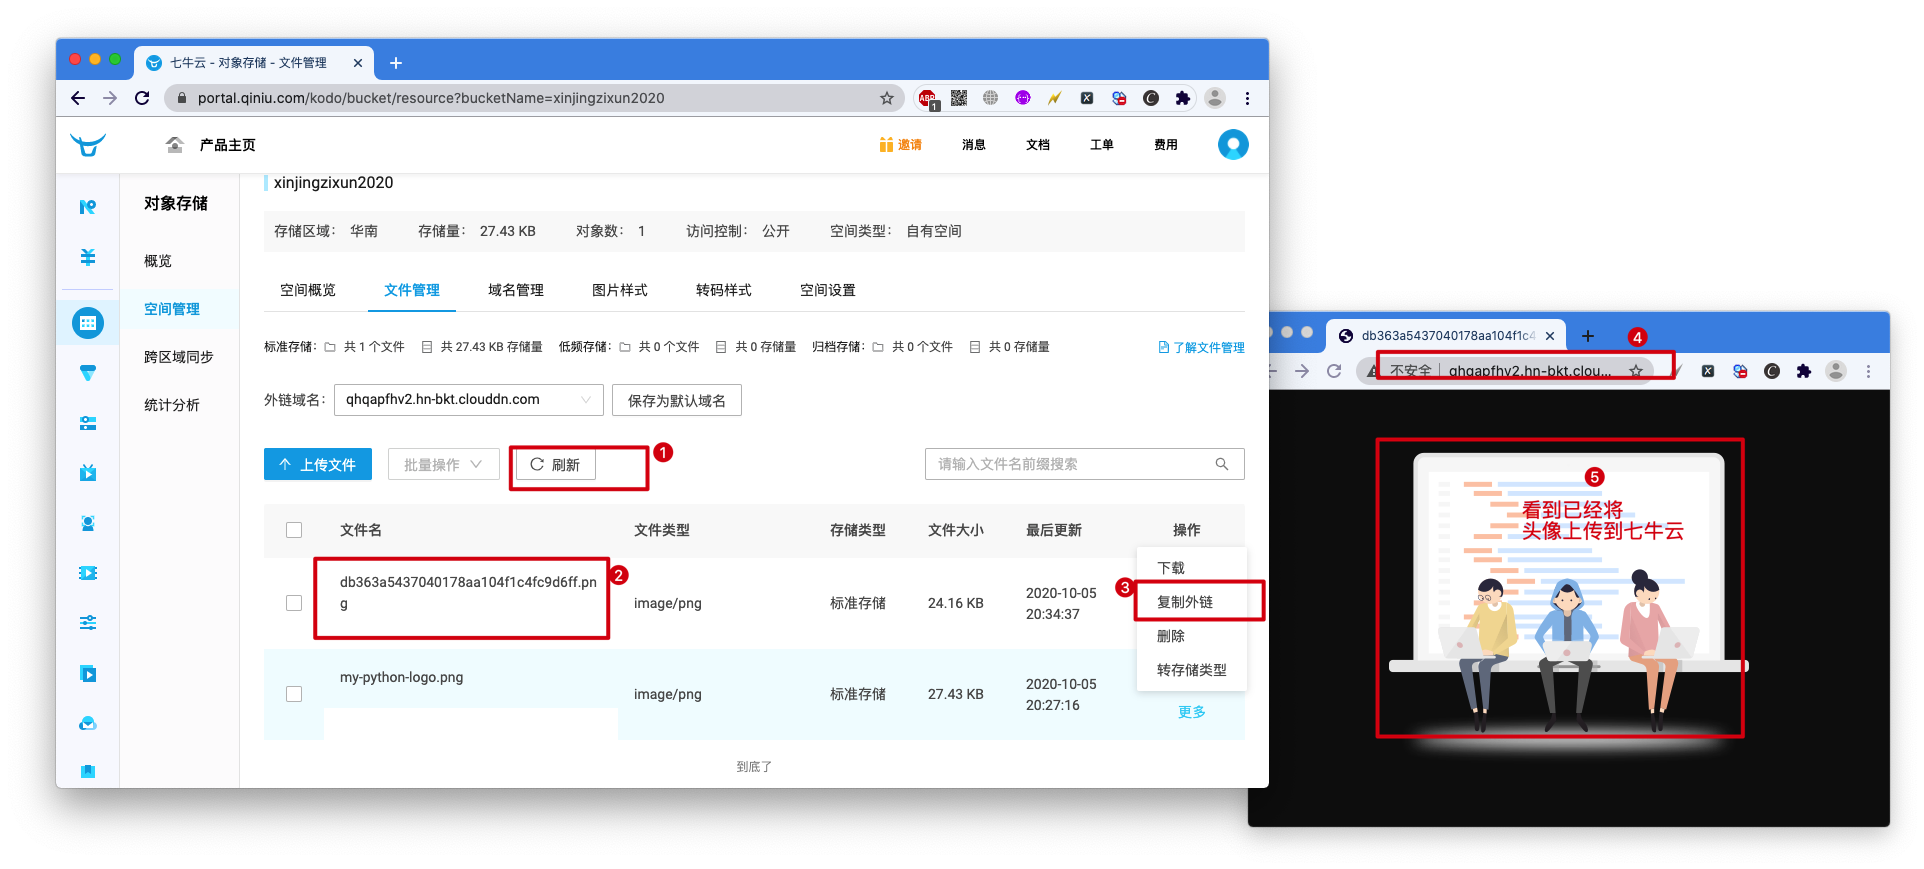 七牛云 - 对象存储 - 文件管理
portal.qiniu.com/kodo/bucket/resource?bucketName=xinjingzixun2020
ABP
1
产品主页
邀请 消息 文档 工单 费用
xinjingzixun2020
对象存储
概览
空间管理
跨区域同步
统计分析
存储区域： 华南 存储量： 27.43 KB 对象数： 1 访问控制： 公开 空间类型： 自有空间
空间概览 文件管理 域名管理 图片样式 转码样式 空间设置
标准存储： 共 1 个文件 共 27.43 KB 存储量 低频存储： 共 0 个文件 共 0 存储量 归档存储： 共 0 个文件 共 0 存储量 了解文件管理
外链域名： qhqapfhv2.hn-bkt.clouddn.com 保存为默认域名
上传文件 批量操作 刷新 1 请输入文件名前缀搜索
文件名 文件类型 存储类型 文件大小 最后更新 操作
db363a5437040178aa104f1c4fc9d6ff.pn
g
2
image/png 标准存储 24.16 KB 2020-10-05
20:34:37
下载
3 复制外链
删除
转存储类型
my-python-logo.png
image/png 标准存储 27.43 KB 2020-10-05
20:27:16
更多
到底了
db363a5437040178aa104f1c4
4
不安全 qhqapfhv2.hn-bkt.clou...
5
看到已经将
头像上传到七牛云